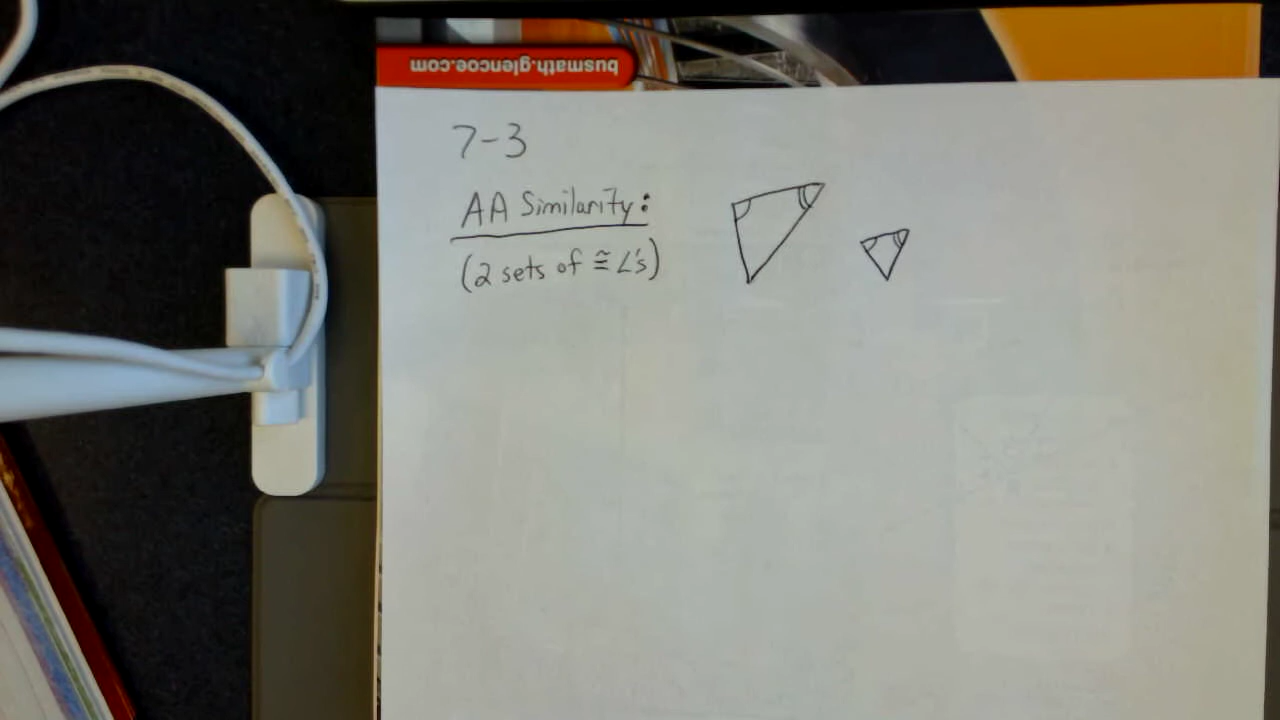 busmath.glencoe.com
7-3
AA Similarity:
(2 sets of ≅ ∠'s)